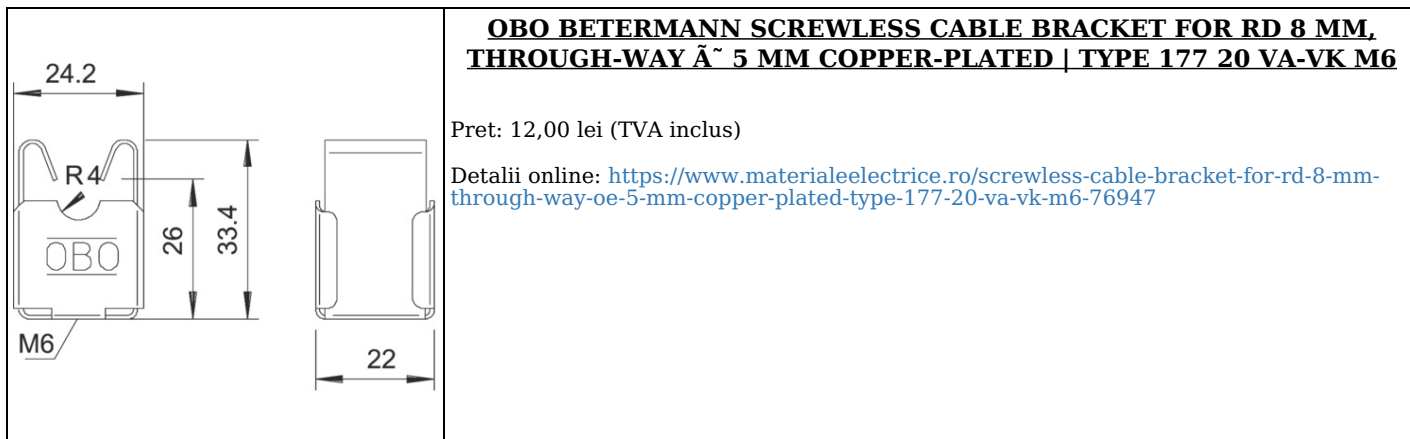 OBO BETERMANN SCREWLESS CABLE BRACKET FOR RD 8 MM,
THROUGH-WAY Ã˜ 5 MM COPPER-PLATED | TYPE 177 20 VA-VK M6
Pret: 12,00 lei (TVA inclus)
Detalii online: https://www.materialeelectrice.ro/screwless-cable-bracket-for-rd-8-mm-
through-way-oe-5-mm-copper-plated-type-177-20-va-vk-m6-76947
24.2
R4
26
33.4
OBO
M6
22